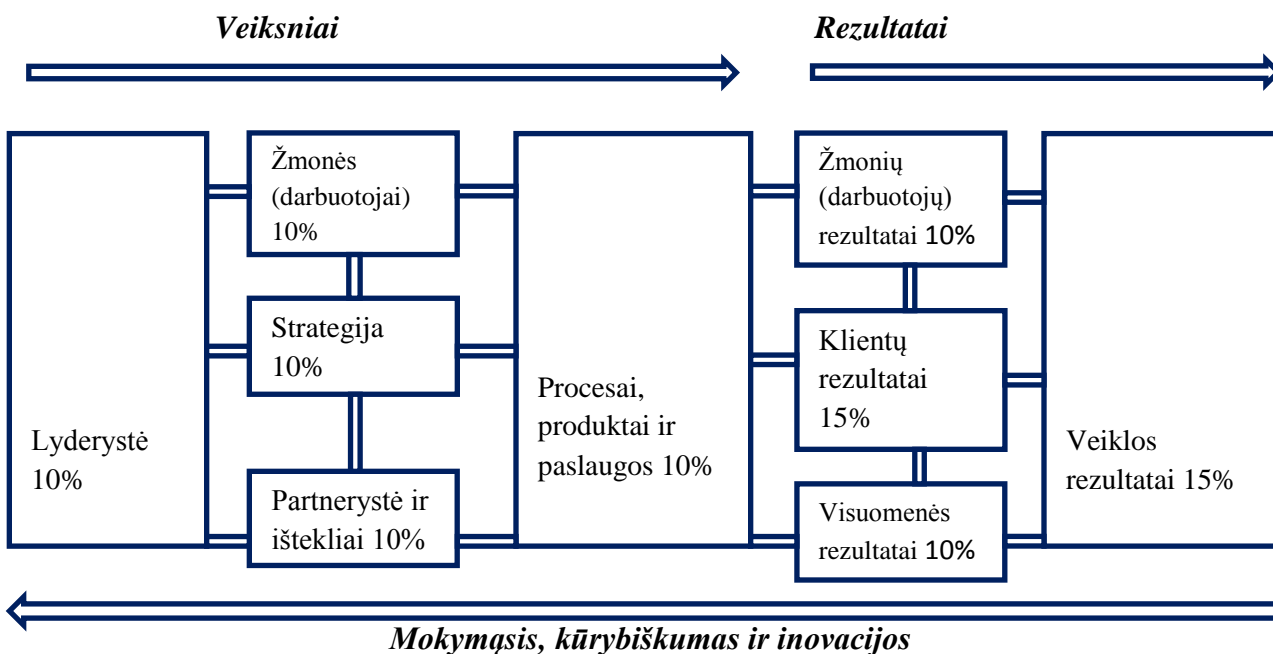 Veiksniai
Rezultatai
Lyderystė
10%
Žmonės
(darbuotojai)
10%
Strategija
10%
Partnerystė ir
ištekliai 10%
Procesai,
produktai ir
paslaugos 10%
Žmonių
(darbuotojų)
rezultatai 10%
Klientų
rezultatai
15%
Visuomenės
rezultatai 10%
Veiklos
rezultatai 15%
Mokymąsis, kūrybiškumas ir inovacijos